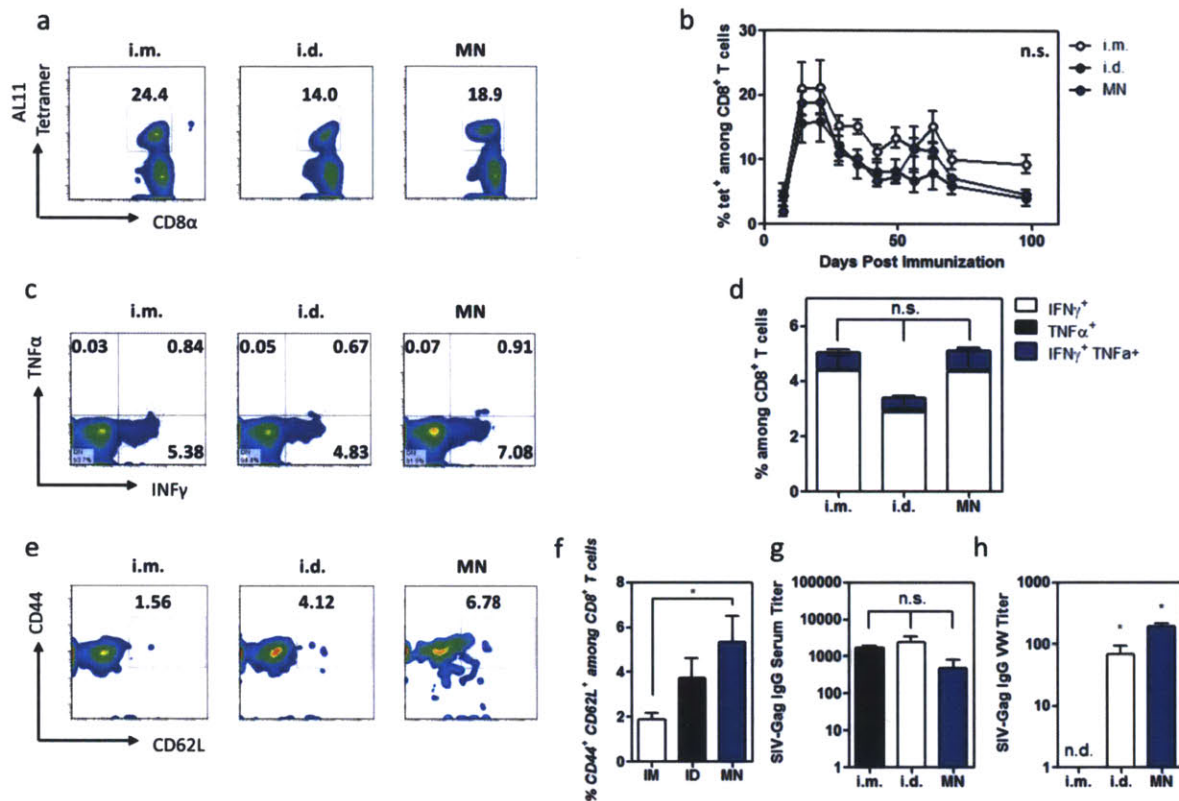 a
i.m. i.d. MN
AL11
Tetramer
24.4 14.0 18.9
?
CD8α
b
% tet⁺ among CD8⁺ T cells
30
20
10
0
0 50 100
Days Post Immunization
n.s.
i.m.
i.d.
MN
c
i.m. i.d. MN
TNFα
0.03 0.84 0.05 0.67 0.07 0.91
5.38 4.83 7.08
INFγ
d
% among CD8⁺ T cells
6
4
2
0
n.s.
i.m. i.d. MN
IFNγ⁺
TNFα⁺
IFNγ⁺ TNFa+
e
i.m. i.d. MN
CD44
1.56 4.12 6.78
CD62L
f
% CD44⁺ CD62L⁺ among CD8⁺ T cells
8
6
4
2
0
*
IM ID MN
g
SIV-Gag IgG Serum Titer
100000
10000
1000
100
10
1
n.s.
i.m. i.d. MN
h
SIV-Gag IgG VW Titer
1000
100
10
1
n.d.
* *
i.m. i.d. MN